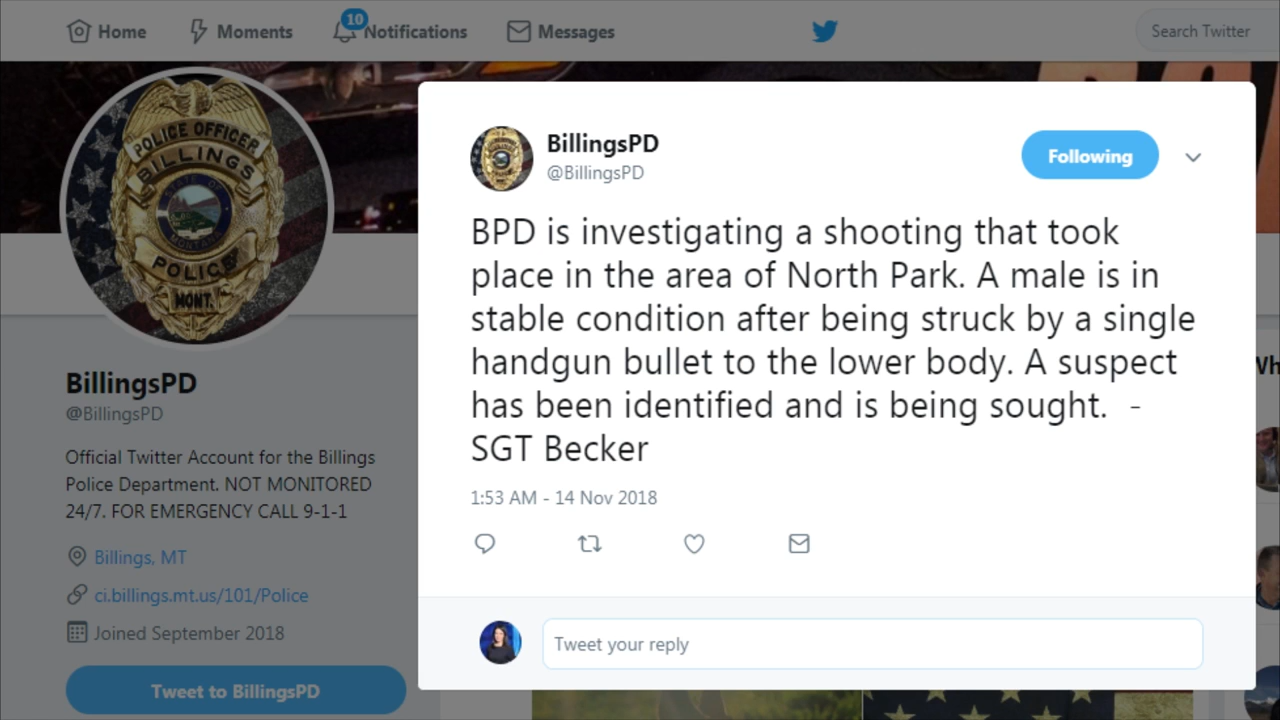 Home
Moments
10
Notifications
Messages
Search Twitter
POLICE OFFICER
BILLINGS
MONTANA
POLICE
MONT.
BillingsPD
@BillingsPD
Official Twitter Account for the Billings
Police Department. NOT MONITORED
24/7. FOR EMERGENCY CALL 9-1-1
Billings, MT
ci.billings.mt.us/101/Police
Joined September 2018
Tweet to BillingsPD
BillingsPD
@BillingsPD
Following
BPD is investigating a shooting that took
place in the area of North Park. A male is in
stable condition after being struck by a single
handgun bullet to the lower body. A suspect
has been identified and is being sought. -
SGT Becker
1:53 AM - 14 Nov 2018
Tweet your reply
Wh